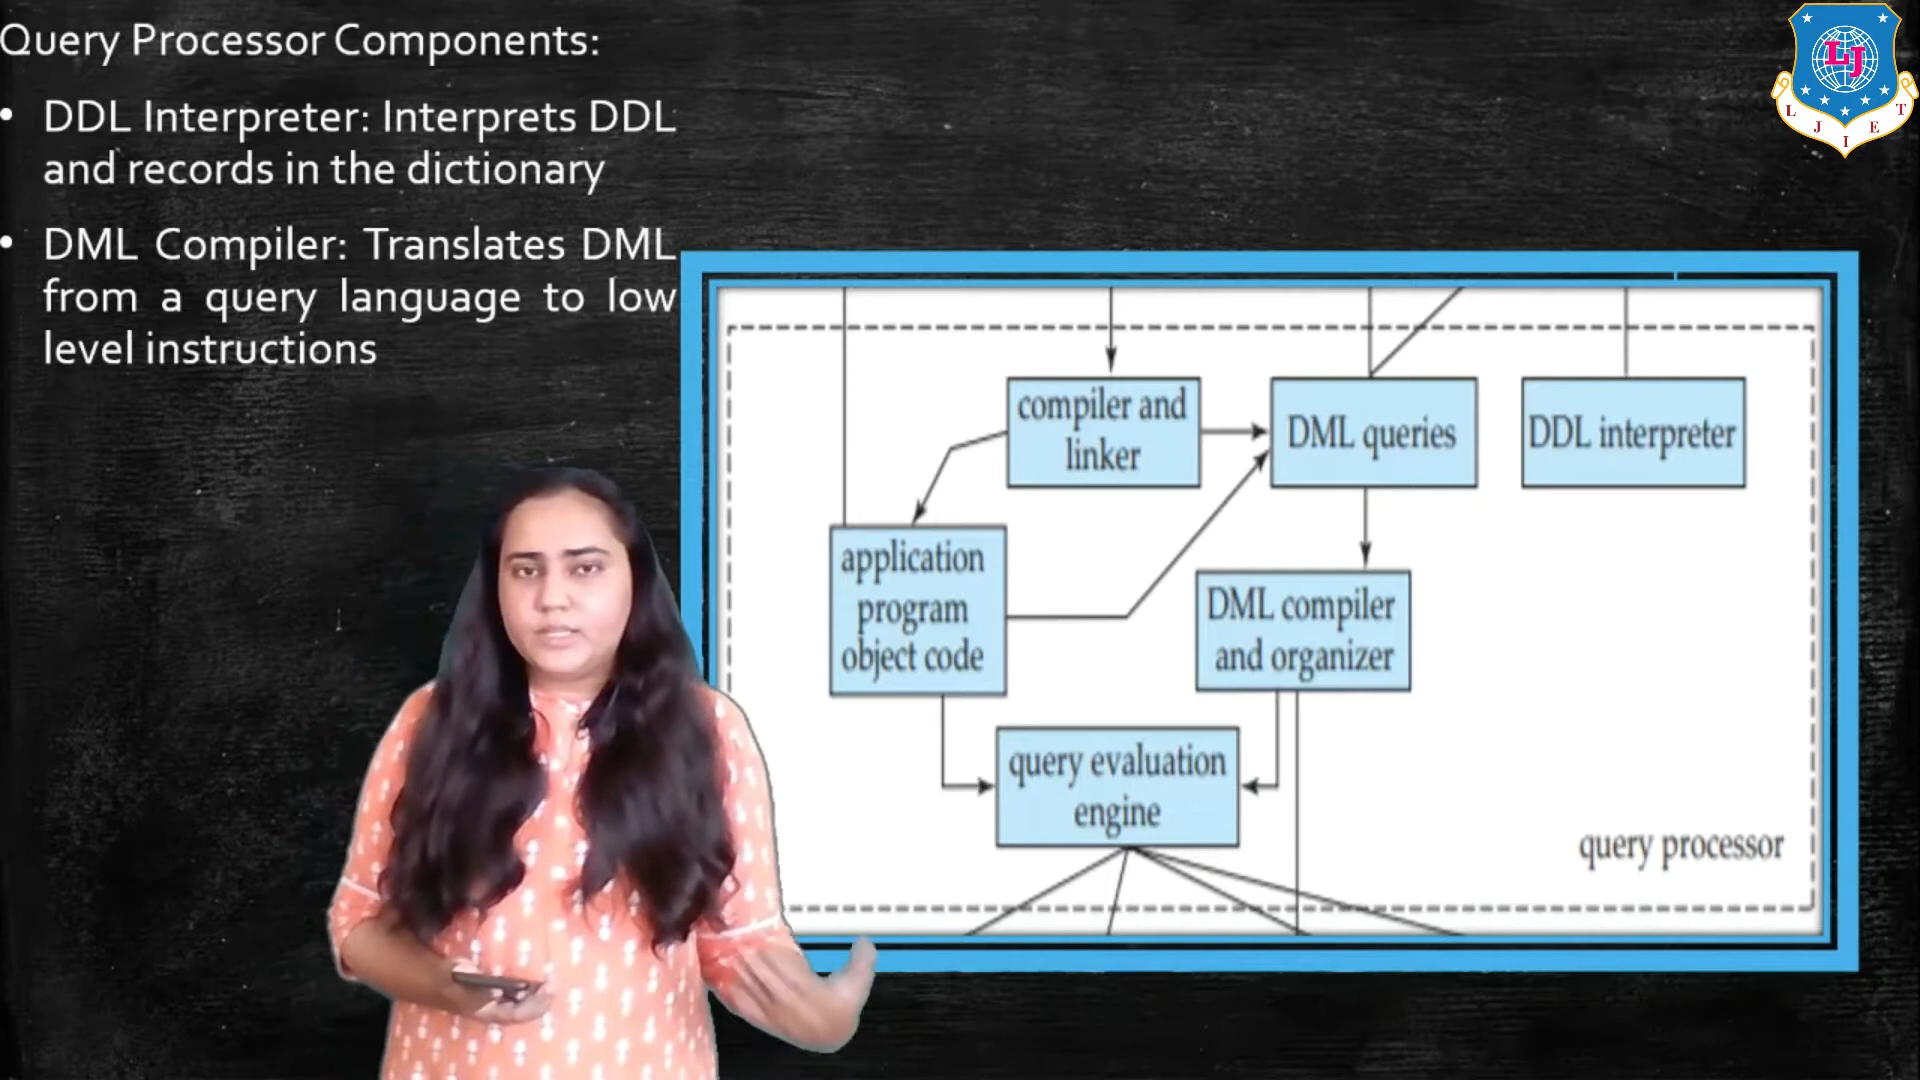 Query Processor Components:
• DDL Interpreter: Interprets DDL
and records in the dictionary
• DML Compiler: Translates DML
from a query language to low
level instructions
LJ
L J I E T
compiler and
linker
DML queries
DDL interpreter
application
program
object code
DML compiler
and organizer
query evaluation
engine
query processor